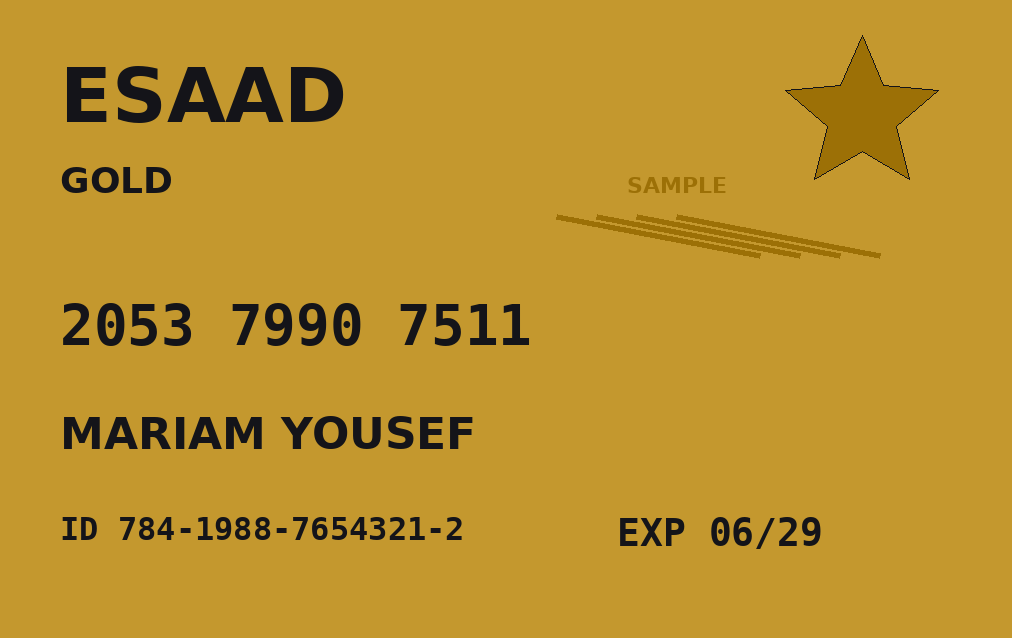 ESAAD
GOLD
SAMPLE
2053 7990 7511
MARIAM YOUSEF
ID 784-1988-7654321-2
EXP 06/29